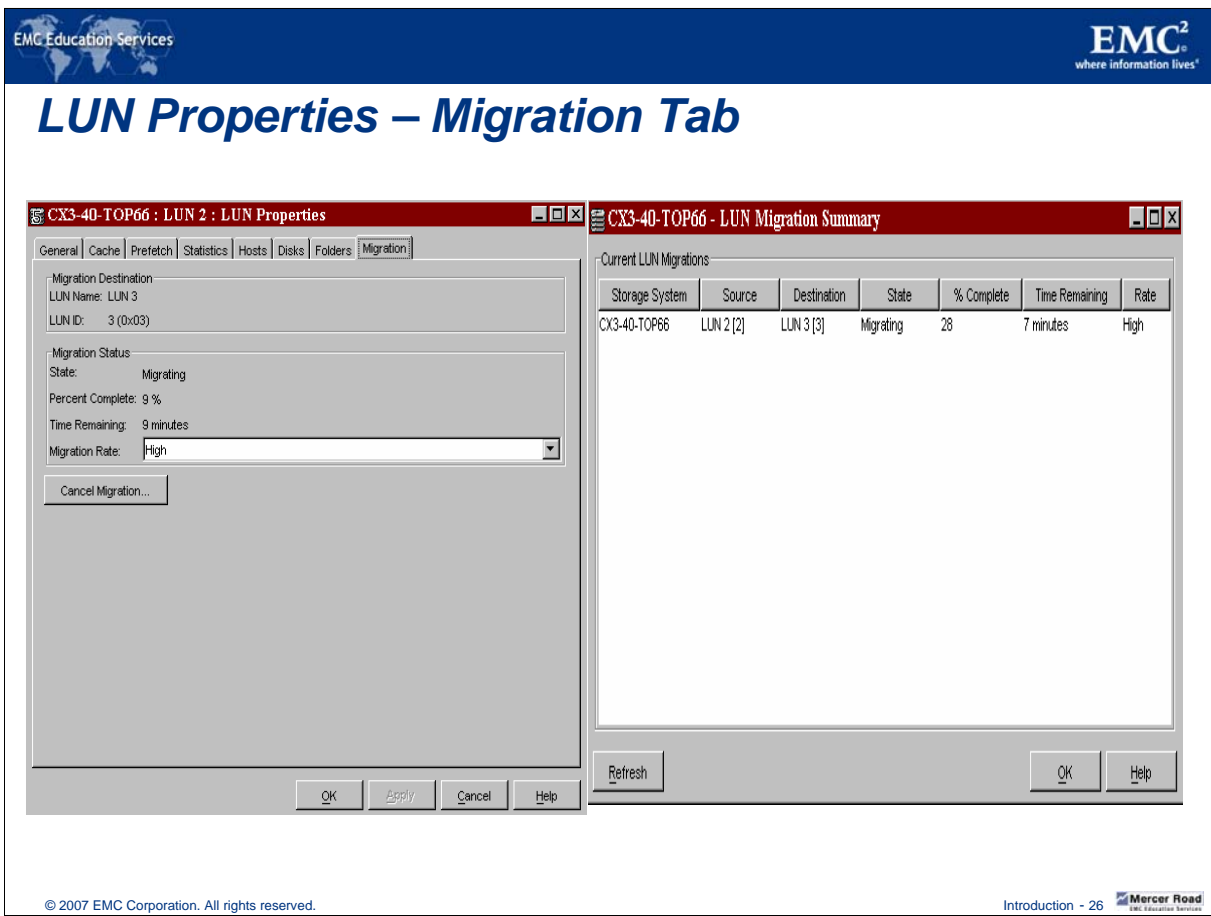 EMC Education Services
EMC²
where information lives®
LUN Properties – Migration Tab
CX3-40-TOP66 : LUN 2 : LUN Properties
General Cache Prefetch Statistics Hosts Disks Folders Migration
Migration Destination
LUN Name: LUN 3
LUN ID: 3 (0x03)
Migration Status
State: Migrating
Percent Complete: 9 %
Time Remaining: 9 minutes
Migration Rate: High
Cancel Migration...
OK Apply Cancel Help
CX3-40-TOP66 - LUN Migration Summary
Current LUN Migrations
Storage System Source Destination State % Complete Time Remaining Rate
CX3-40-TOP66 LUN 2 [2] LUN 3 [3] Migrating 28 7 minutes High
Refresh OK Help
© 2007 EMC Corporation. All rights reserved.
Introduction - 26
Mercer Road
EMC Education Services